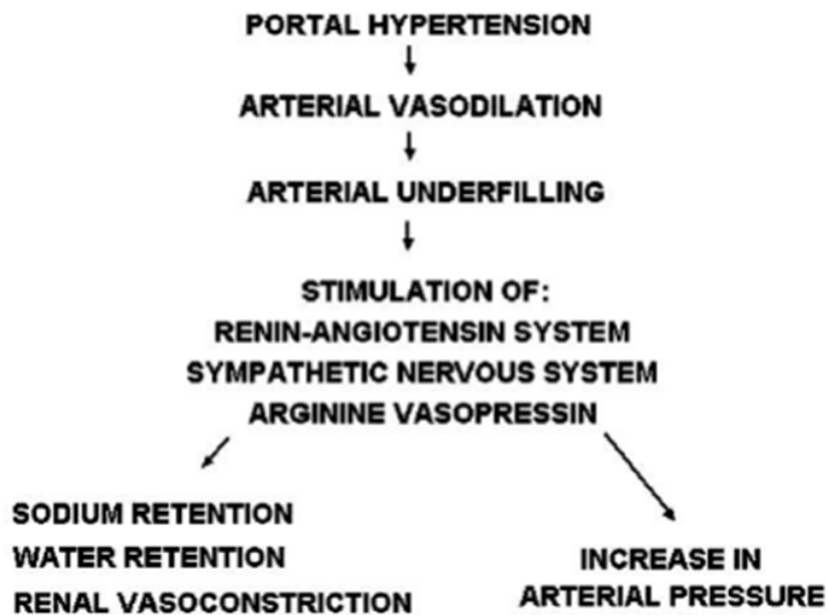 PORTAL HYPERTENSION
ARTERIAL VASODILATION
ARTERIAL UNDERFILLING
STIMULATION OF:
RENIN-ANGIOTENSIN SYSTEM
SYMPATHETIC NERVOUS SYSTEM
ARGININE VASOPRESSIN
SODIUM RETENTION
WATER RETENTION
RENAL VASOCONSTRICTION
INCREASE IN
ARTERIAL PRESSURE